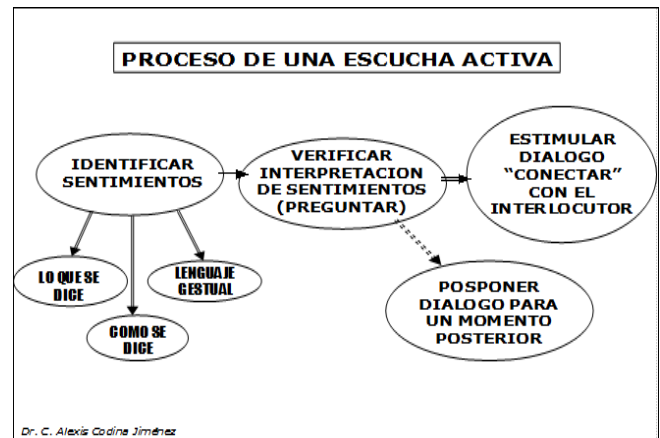 PROCESO DE UNA ESCUCHA ACTIVA
IDENTIFICAR
SENTIMIENTOS
VERIFICAR
INTERPRETACION
DE SENTIMIENTOS
(PREGUNTAR)
ESTIMULAR
DIALOGO
“CONECTAR”
CON EL
INTERLOCUTOR
LO QUE SE
DICE
COMO SE
DICE
LENGUAJE
GESTUAL
POSPONER
DIALOGO PARA
UN MOMENTO
POSTERIOR
Dr. C. Alexis Codina Jiménez